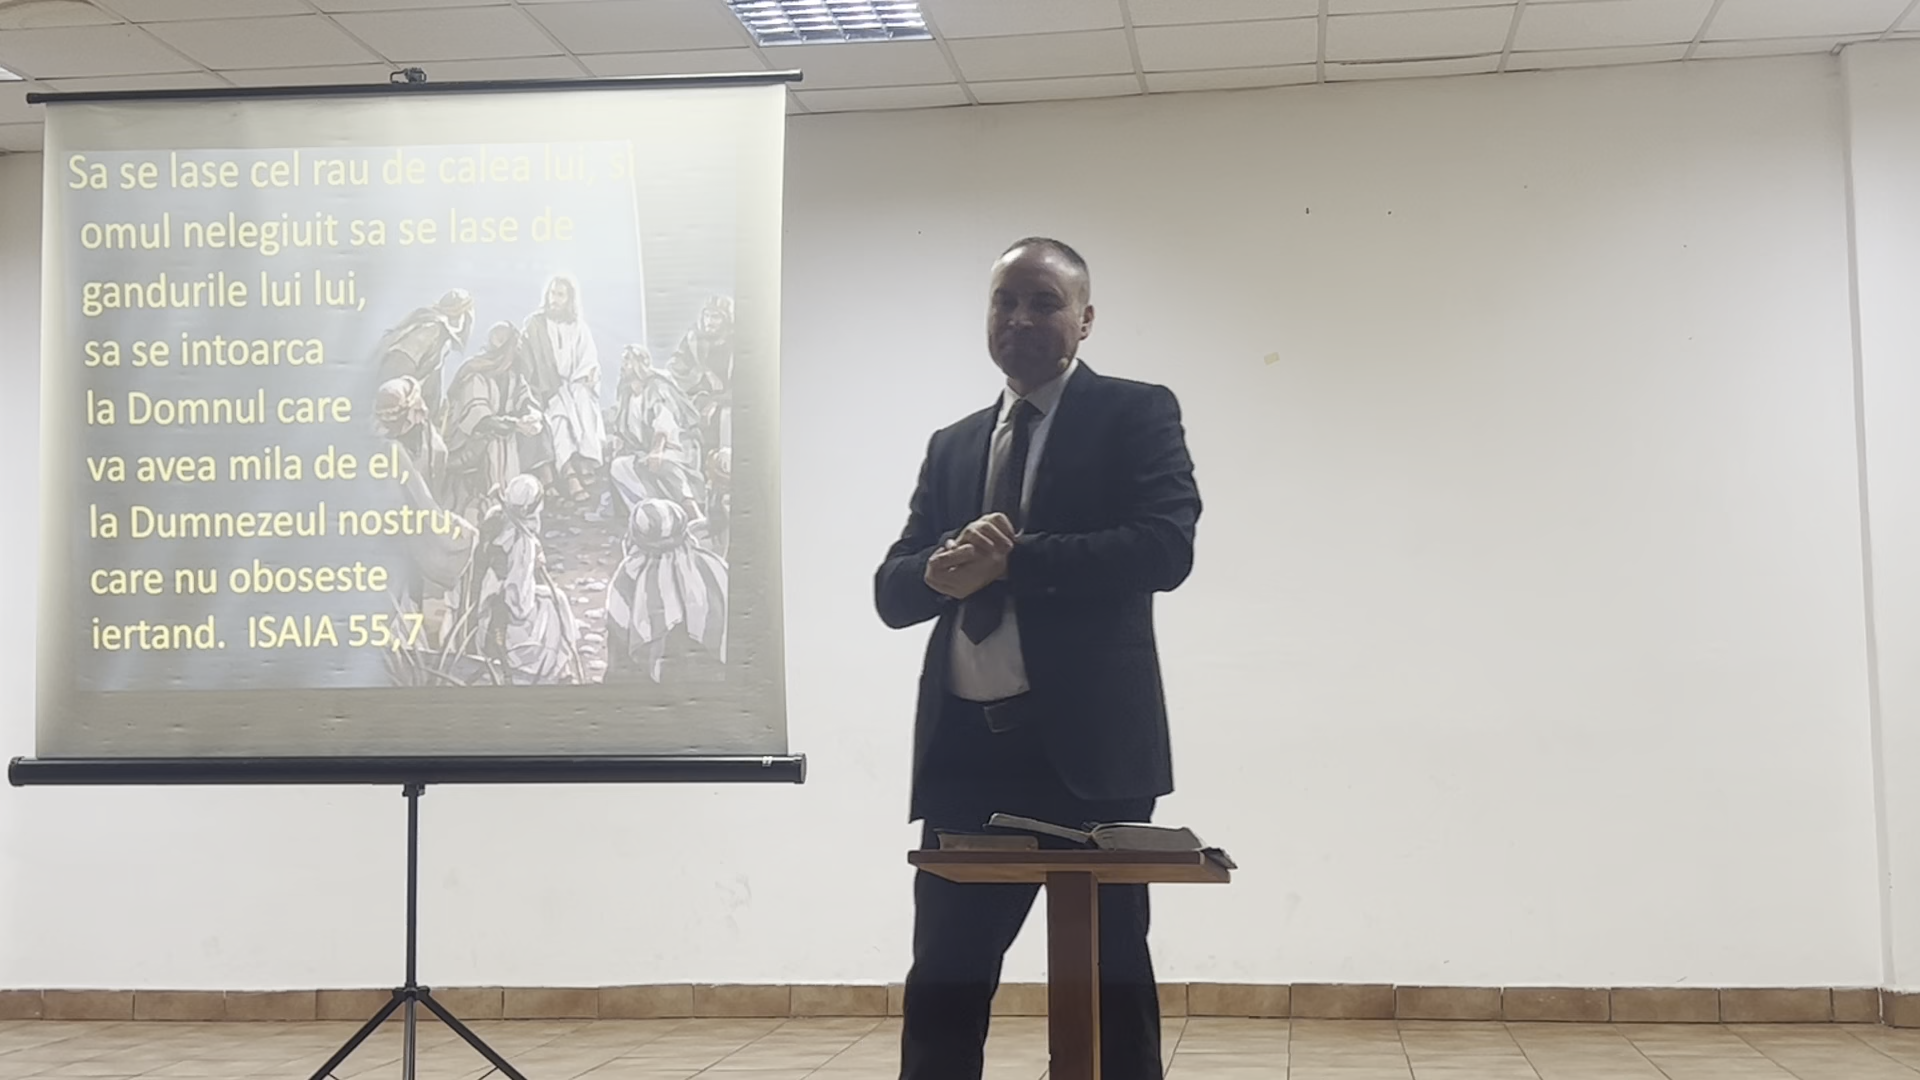 Sa se lase cel rau de calea lui, si
omul nelegiuit sa se lase de
gandurile lui lui,
sa se intoarca
la Domnul care
va avea mila de el,
la Dumnezeul nostru,
care nu oboseste
iertand. ISAIA 55,7